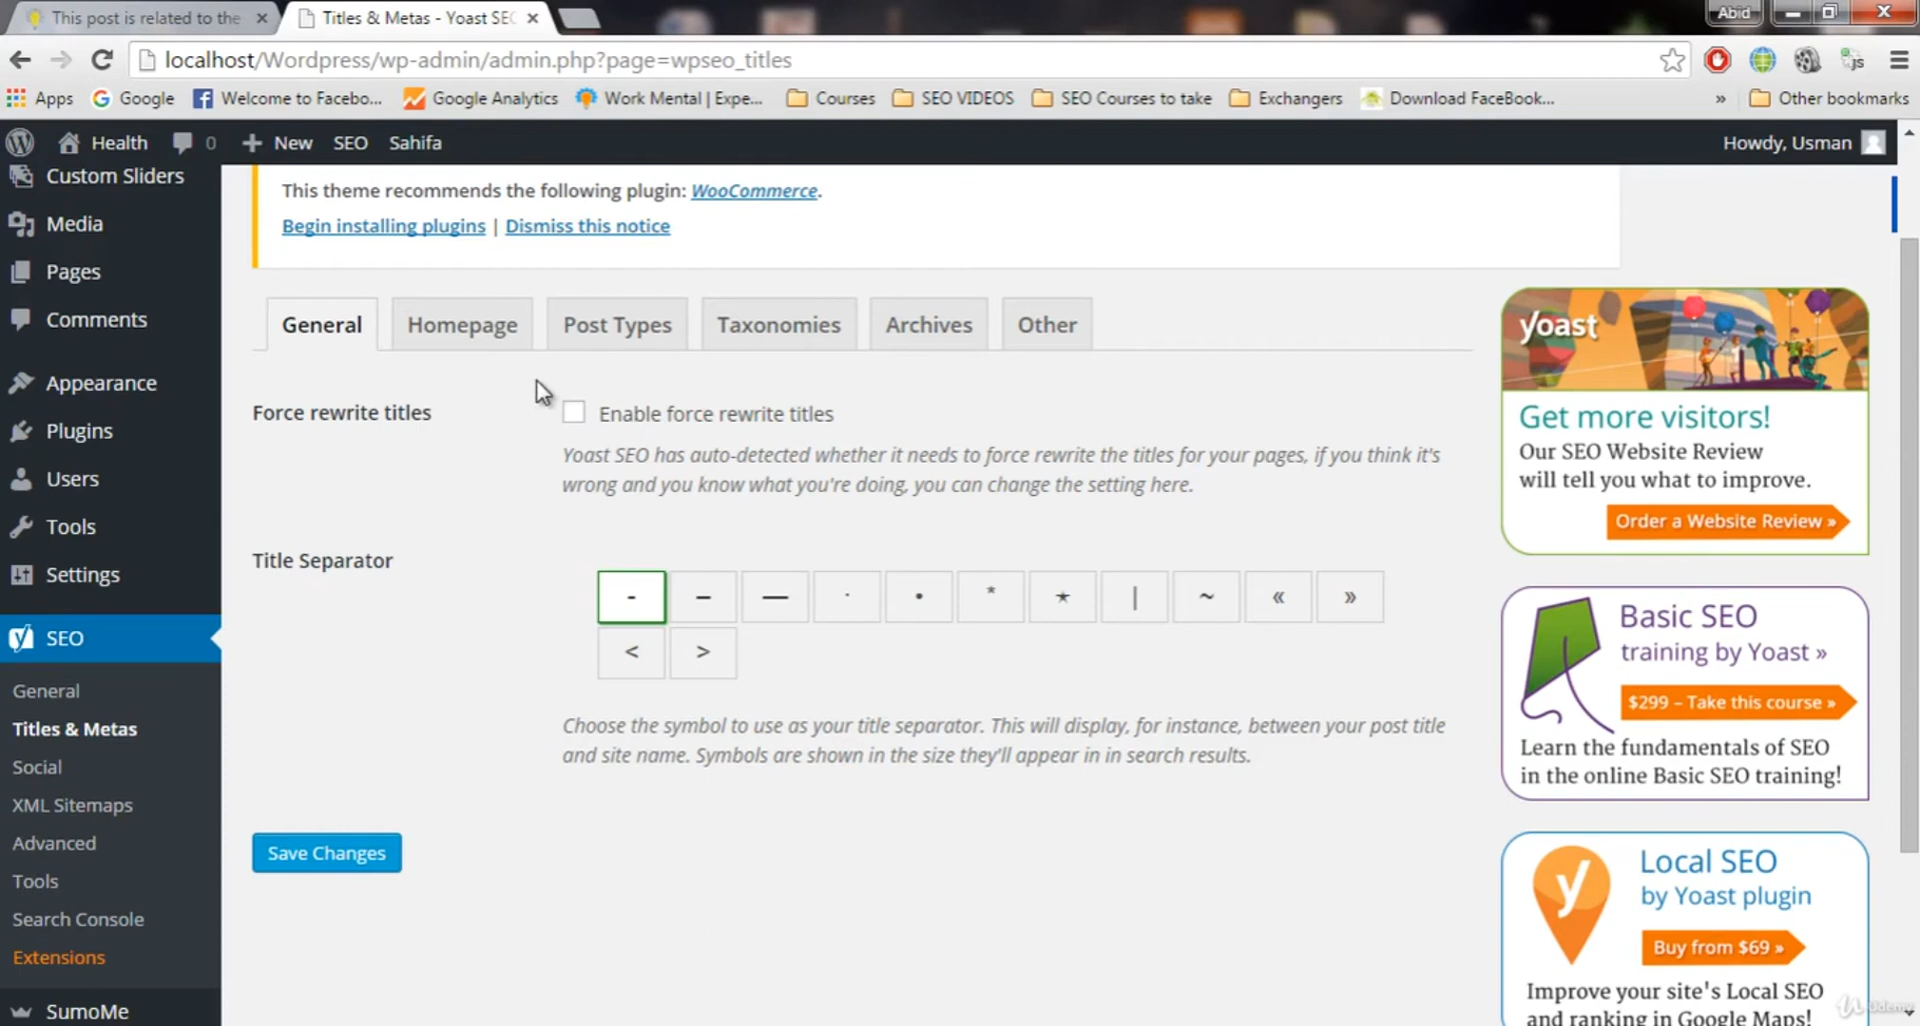 This post is related to the
Titles & Metas - Yoast SEO
Abid
localhost/Wordpress/wp-admin/admin.php?page=wpseo_titles
Apps
Google
Welcome to Facebo...
Google Analytics
Work Mental | Expe...
Courses
SEO VIDEOS
SEO Courses to take
Exchangers
Download FaceBook...
»
Other bookmarks
Health
0
+ New
SEO
Sahifa
Howdy, Usman
Custom Sliders
Media
Pages
Comments
Appearance
Plugins
Users
Tools
Settings
SEO
General
Titles & Metas
Social
XML Sitemaps
Advanced
Tools
Search Console
Extensions
SumoMe
This theme recommends the following plugin: WooCommerce.
Begin installing plugins | Dismiss this notice
General
Homepage
Post Types
Taxonomies
Archives
Other
Force rewrite titles
Enable force rewrite titles
Yoast SEO has auto-detected whether it needs to force rewrite the titles for your pages, if you think it's
wrong and you know what you're doing, you can change the setting here.
Title Separator
- – — · • * ⋆ | ~ « »
< >
Choose the symbol to use as your title separator. This will display, for instance, between your post title
and site name. Symbols are shown in the size they'll appear in in search results.
Save Changes
yoast
Get more visitors!
Our SEO Website Review
will tell you what to improve.
Order a Website Review »
Basic SEO
training by Yoast »
$299 – Take this course »
Learn the fundamentals of SEO
in the online Basic SEO training!
Local SEO
by Yoast plugin
Buy from $69 »
Improve your site's Local SEO
and ranking in Google Maps!
Udemy